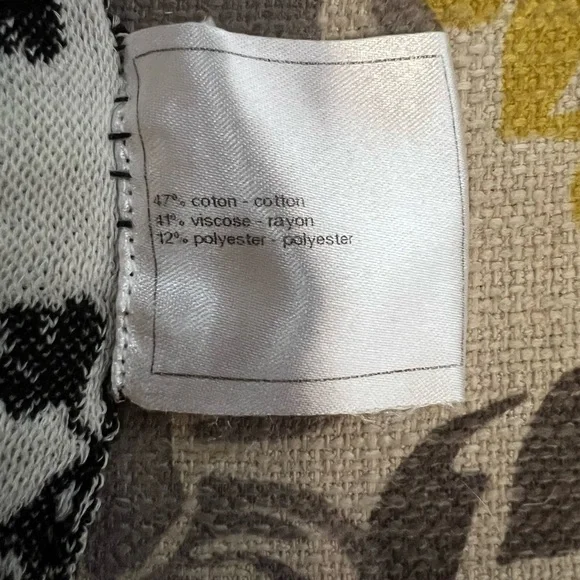 47% coton - cotton
41% viscose - rayon
12% polyester - polyester